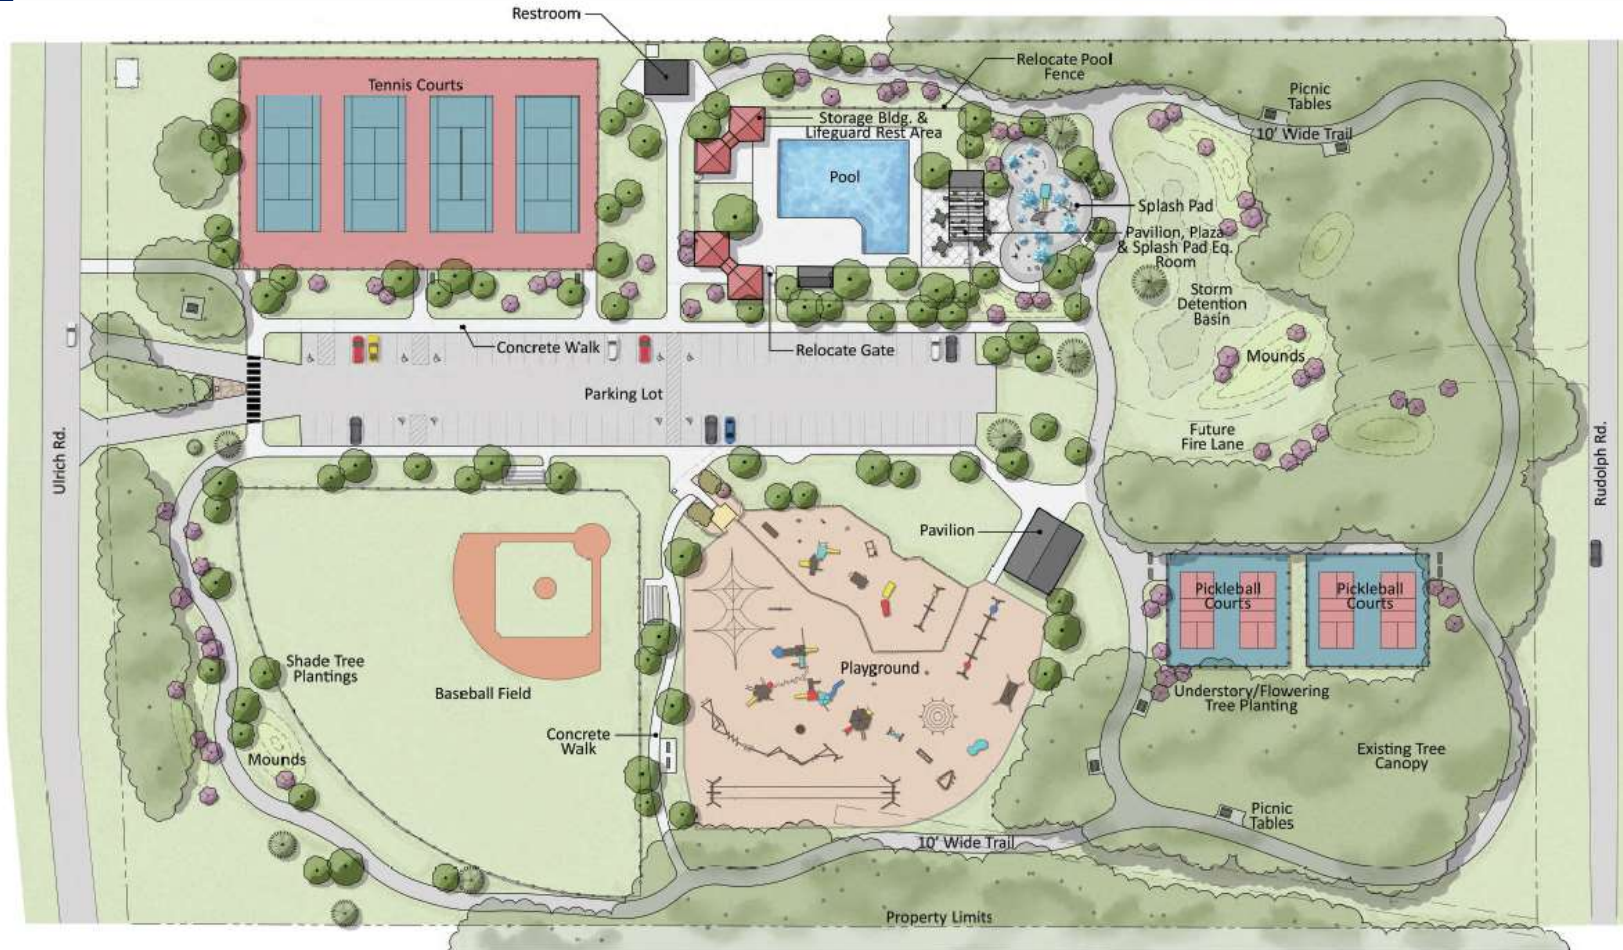 Restroom
Tennis Courts
Relocate Pool
Fence
Picnic
Tables
Storage Bldg. &
Lifeguard Rest Area
10' Wide Trail
Pool
Splash Pad
Pavilion, Plaza
& Splash Pad Eq.
Room
Storm
Detention
Basin
Concrete Walk
Relocate Gate
Mounds
Parking Lot
Future
Fire Lane
Ulrich Rd.
Rudolph Rd.
Pavilion
Pickleball
Courts
Pickleball
Courts
Shade Tree
Plantings
Baseball Field
Playground
Understory/Flowering
Tree Planting
Concrete
Walk
Mounds
Existing Tree
Canopy
Picnic
Tables
10' Wide Trail
Property Limits